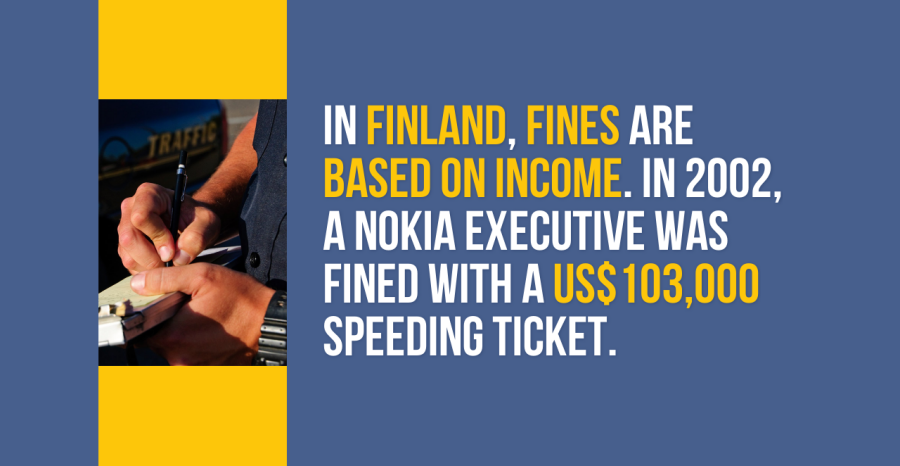 TRAFFIC
IN FINLAND, FINES ARE
BASED ON INCOME. IN 2002,
A NOKIA EXECUTIVE WAS
FINED WITH A US$103,000
SPEEDING TICKET.